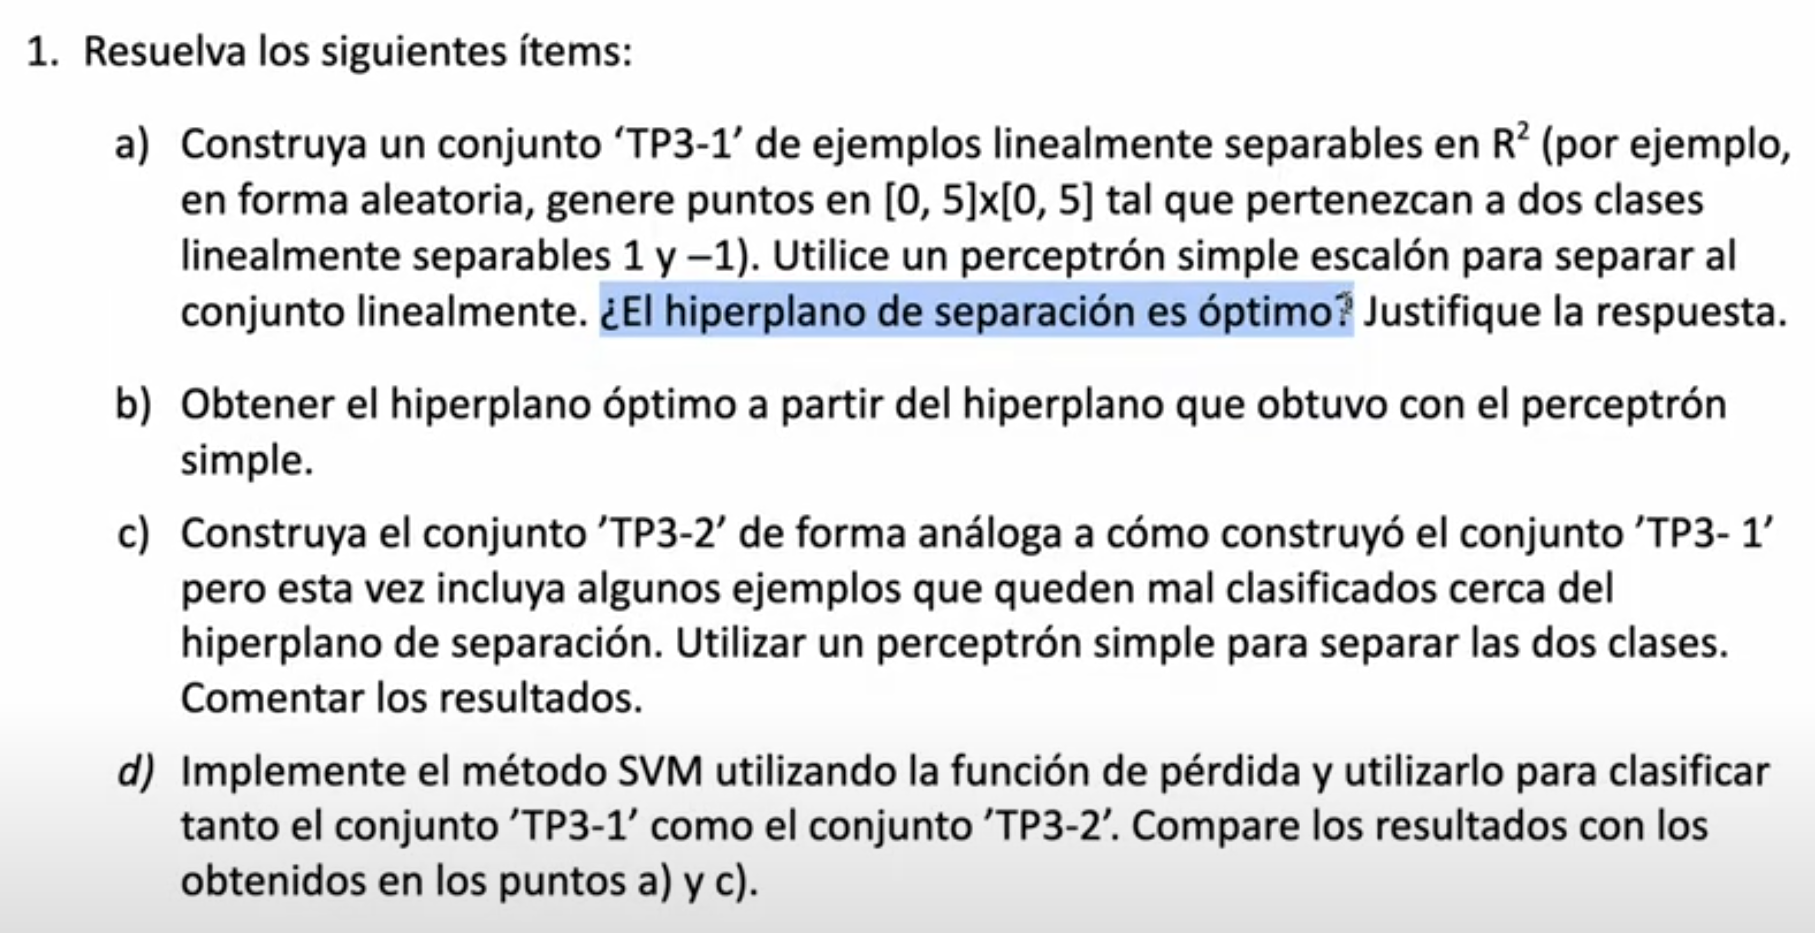 1. Resuelva los siguientes ítems:
a) Construya un conjunto ‘TP3-1’ de ejemplos linealmente separables en R² (por ejemplo,
en forma aleatoria, genere puntos en [0, 5]x[0, 5] tal que pertenezcan a dos clases
linealmente separables 1 y –1). Utilice un perceptrón simple escalón para separar al
conjunto linealmente. ¿El hiperplano de separación es óptimo? Justifique la respuesta.
b) Obtener el hiperplano óptimo a partir del hiperplano que obtuvo con el perceptrón
simple.
c) Construya el conjunto ’TP3-2’ de forma análoga a cómo construyó el conjunto ’TP3- 1’
pero esta vez incluya algunos ejemplos que queden mal clasificados cerca del
hiperplano de separación. Utilizar un perceptrón simple para separar las dos clases.
Comentar los resultados.
d) Implemente el método SVM utilizando la función de pérdida y utilizarlo para clasificar
tanto el conjunto ’TP3-1’ como el conjunto ’TP3-2’. Compare los resultados con los
obtenidos en los puntos a) y c).